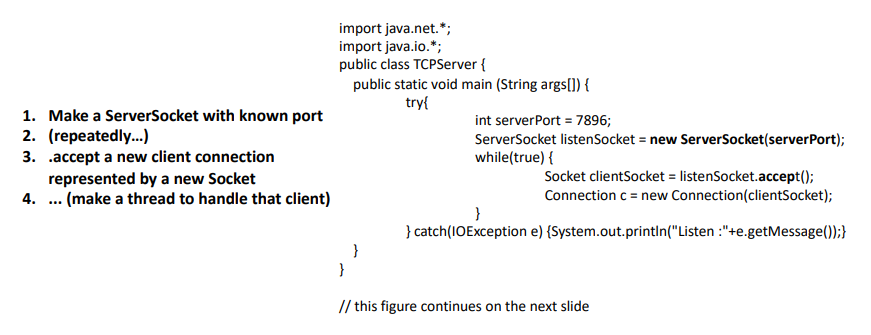 1. Make a ServerSocket with known port
2. (repeatedly...)
3. .accept a new client connection
represented by a new Socket
4. ... (make a thread to handle that client)
import java.net.*;
import java.io.*;
public class TCPServer {
public static void main (String args[]) {
try{
int serverPort = 7896;
ServerSocket listenSocket = new ServerSocket(serverPort);
while(true) {
Socket clientSocket = listenSocket.accept();
Connection c = new Connection(clientSocket);
}
} catch(IOException e) {System.out.println("Listen :"+e.getMessage());}
}
}
// this figure continues on the next slide